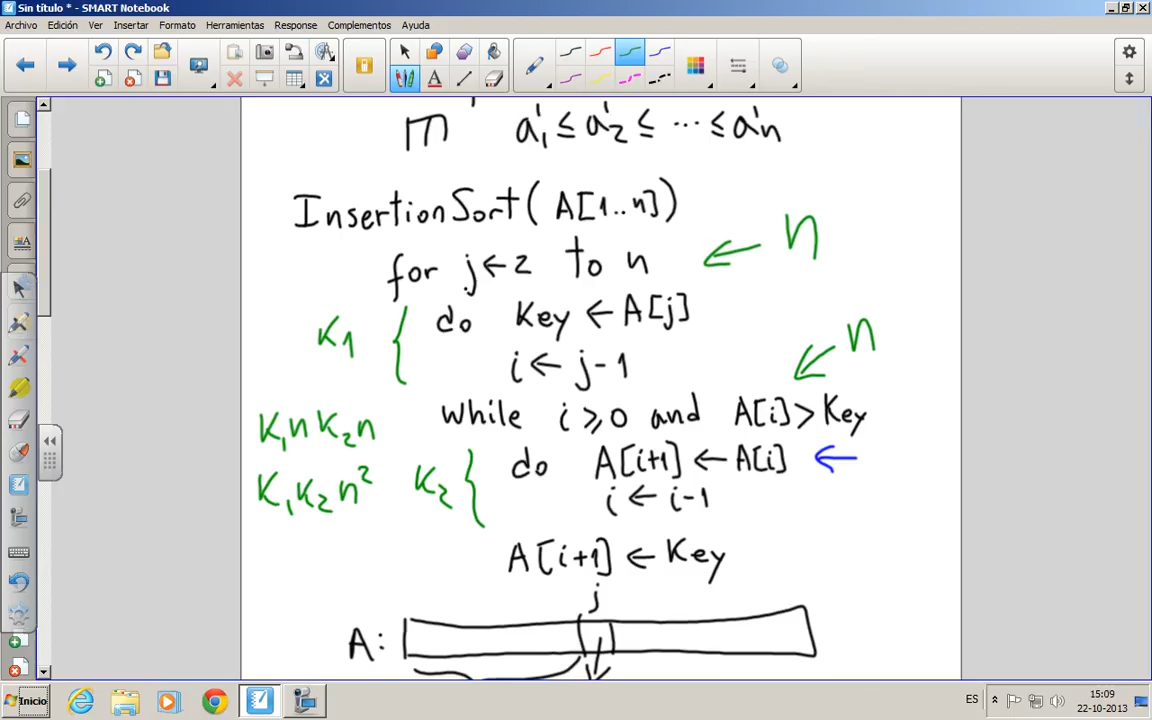 Sin título * - SMART Notebook
Archivo Edición Ver Insertar Formato Herramientas Response Complementos Ayuda
m a'1 ≤ a'2 ≤ ... ≤ a'n
InsertionSort( A[1..n])
for j ← 2 to n ← n
K1 { do Key ← A[j]
i ← j-1
← n
while i ≥ 0 and A[i] > Key
K1n K2n
do A[i+1] ← A[i] ←
K1K2n² K2 { i ← i-1
A[i+1] ← Key
j
A:
Inicio
ES
15:09
22-10-2013